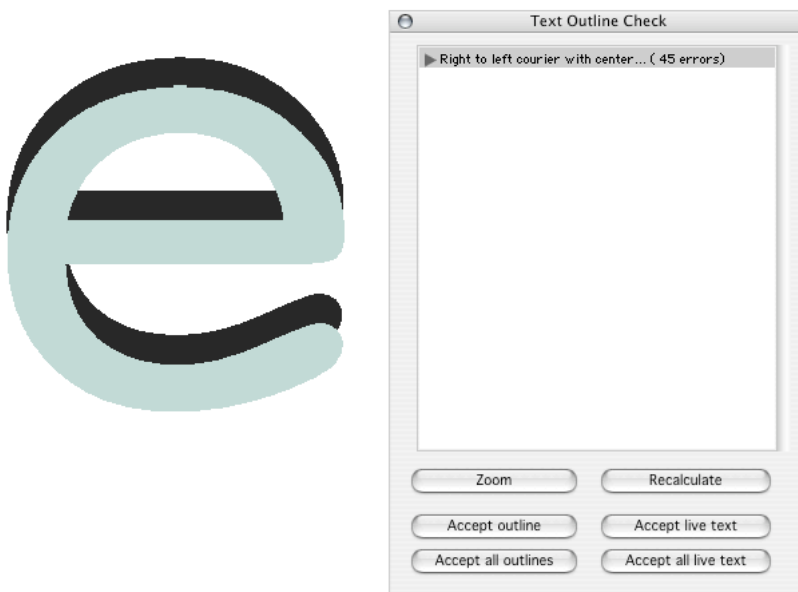 e
Text Outline Check
Right to left courier with center... ( 45 errors)
Zoom
Recalculate
Accept outline
Accept live text
Accept all outlines
Accept all live text